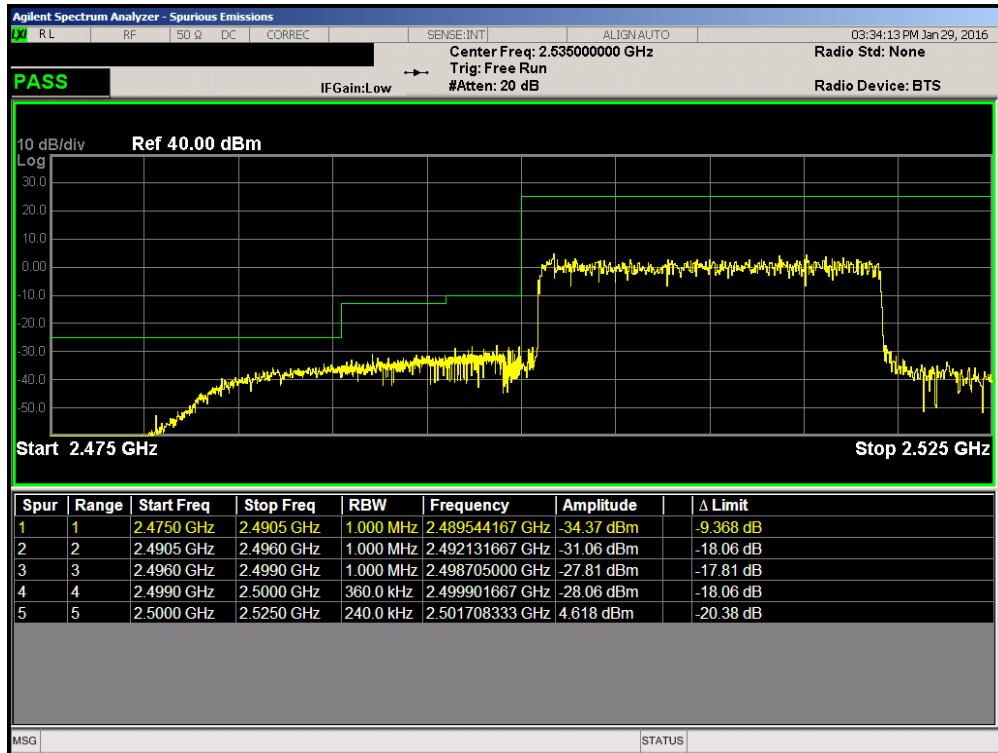 Agilent Spectrum Analyzer - Spurious Emissions
LXI RL RF 50 Ω DC CORREC SENSE:INT ALIGN AUTO 03:34:13 PM Jan 29, 2016
Center Freq: 2.535000000 GHz Radio Std: None
Trig: Free Run
PASS IFGain:Low #Atten: 20 dB Radio Device: BTS
10 dB/div Ref 40.00 dBm
Log
30.0
20.0
10.0
0.00
-10.0
-20.0
-30.0
-40.0
-50.0
Start 2.475 GHz Stop 2.525 GHz
Spur Range Start Freq Stop Freq RBW Frequency Amplitude Δ Limit
1 1 2.4750 GHz 2.4905 GHz 1.000 MHz 2.489544167 GHz -34.37 dBm -9.368 dB
2 2 2.4905 GHz 2.4960 GHz 1.000 MHz 2.492131667 GHz -31.06 dBm -18.06 dB
3 3 2.4960 GHz 2.4990 GHz 1.000 MHz 2.498705000 GHz -27.81 dBm -17.81 dB
4 4 2.4990 GHz 2.5000 GHz 360.0 kHz 2.499901667 GHz -28.06 dBm -18.06 dB
5 5 2.5000 GHz 2.5250 GHz 240.0 kHz 2.501708333 GHz 4.618 dBm -20.38 dB
MSG STATUS